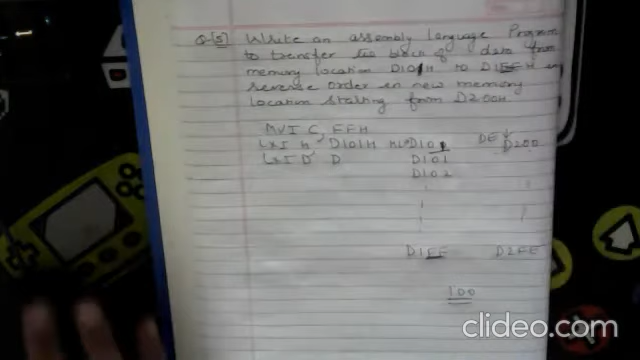 Q-[5] Write an assembly language Program
to transfer block of data from
memory location D101H to D1FFH in
reverse order in new memory
location starting from D200H
MVI C, FFH
LXI H, D101H HL→D101 DE↓ D200
LXI D, D D101
D102
D1FF D2FE
100
clideo.com